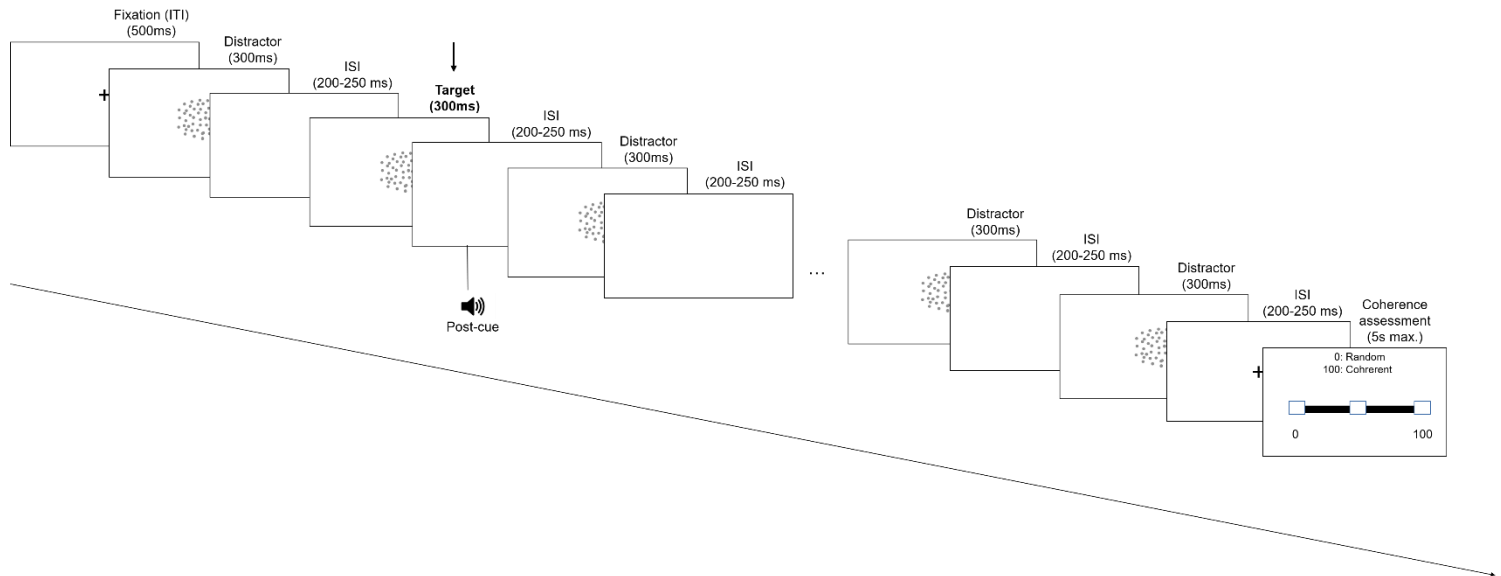 Fixation (ITI)
(500ms)
Distractor
(300ms)
ISI
(200-250 ms)
Target
(300ms)
ISI
(200-250 ms)
Distractor
(300ms)
ISI
(200-250 ms)
Post-cue
...
Distractor
(300ms)
ISI
(200-250 ms)
Distractor
(300ms)
ISI
(200-250 ms)
Coherence
assessment
(5s max.)
0: Random
100: Cohrerent
0
100